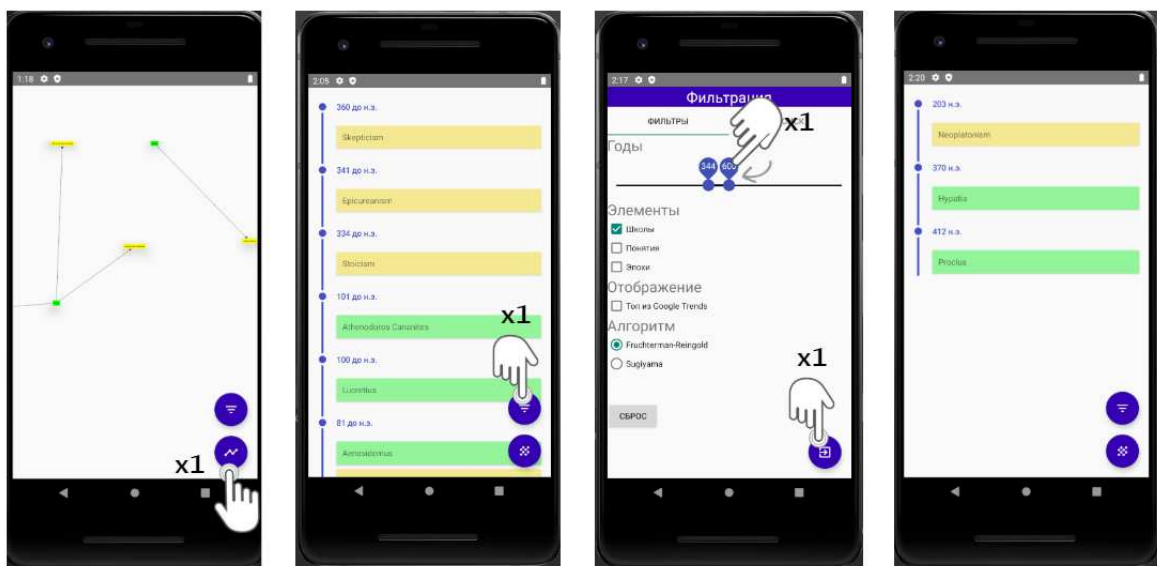 1:18
x1
2:05
360 до н.э.
Skepticism
341 до н.э.
Epicureanism
334 до н.э.
Stoicism
101 до н.э.
Athenodoros Cananites
x1
100 до н.э.
Lucretius
81 до н.э.
Aenesidemus
2:17
Фильтрация
ФИЛЬТРЫ
x1
Годы
344
Элементы
Школы
Понятия
Эпохи
Отображение
Топ из Google Trends
Алгоритм
Fruchterman-Reingold
x1
Sugiyama
СБРОС
2:20
203 н.э.
Neoplatonism
370 н.э.
Hypatia
412 н.э.
Proclus